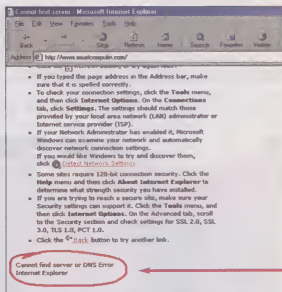 Cannot find server - Microsoft Internet Explorer
File Edit View Favorites Tools Help
Back Stop Refresh Home Search Favorites History
Address http://www.smartcomputin.com/
If you typed the page address in the Address bar, make
sure that it is spelled correctly.
To check your connection settings, click the Tools menu,
and then click Internet Options. On the Connections
tab, click Settings. The settings should match those
provided by your local area network (LAN) administrator or
Internet service provider (ISP).
If your Network Administrator has enabled it, Microsoft
Windows can examine your network and automatically
discover network connection settings.
If you would like Windows to try and discover them,
click Detect Network Settings
Some sites require 128-bit connection security. Click the
Help menu and then click About Internet Explorer to
determine what strength security you have installed.
If you are trying to reach a secure site, make sure your
Security settings can support it. Click the Tools menu, and
then click Internet Options. On the Advanced tab, scroll
to the Security section and check settings for SSL 2.0, SSL
3.0, TLS 1.0, PCT 1.0.
Click the Back button to try another link.
Cannot find server or DNS Error
Internet Explorer